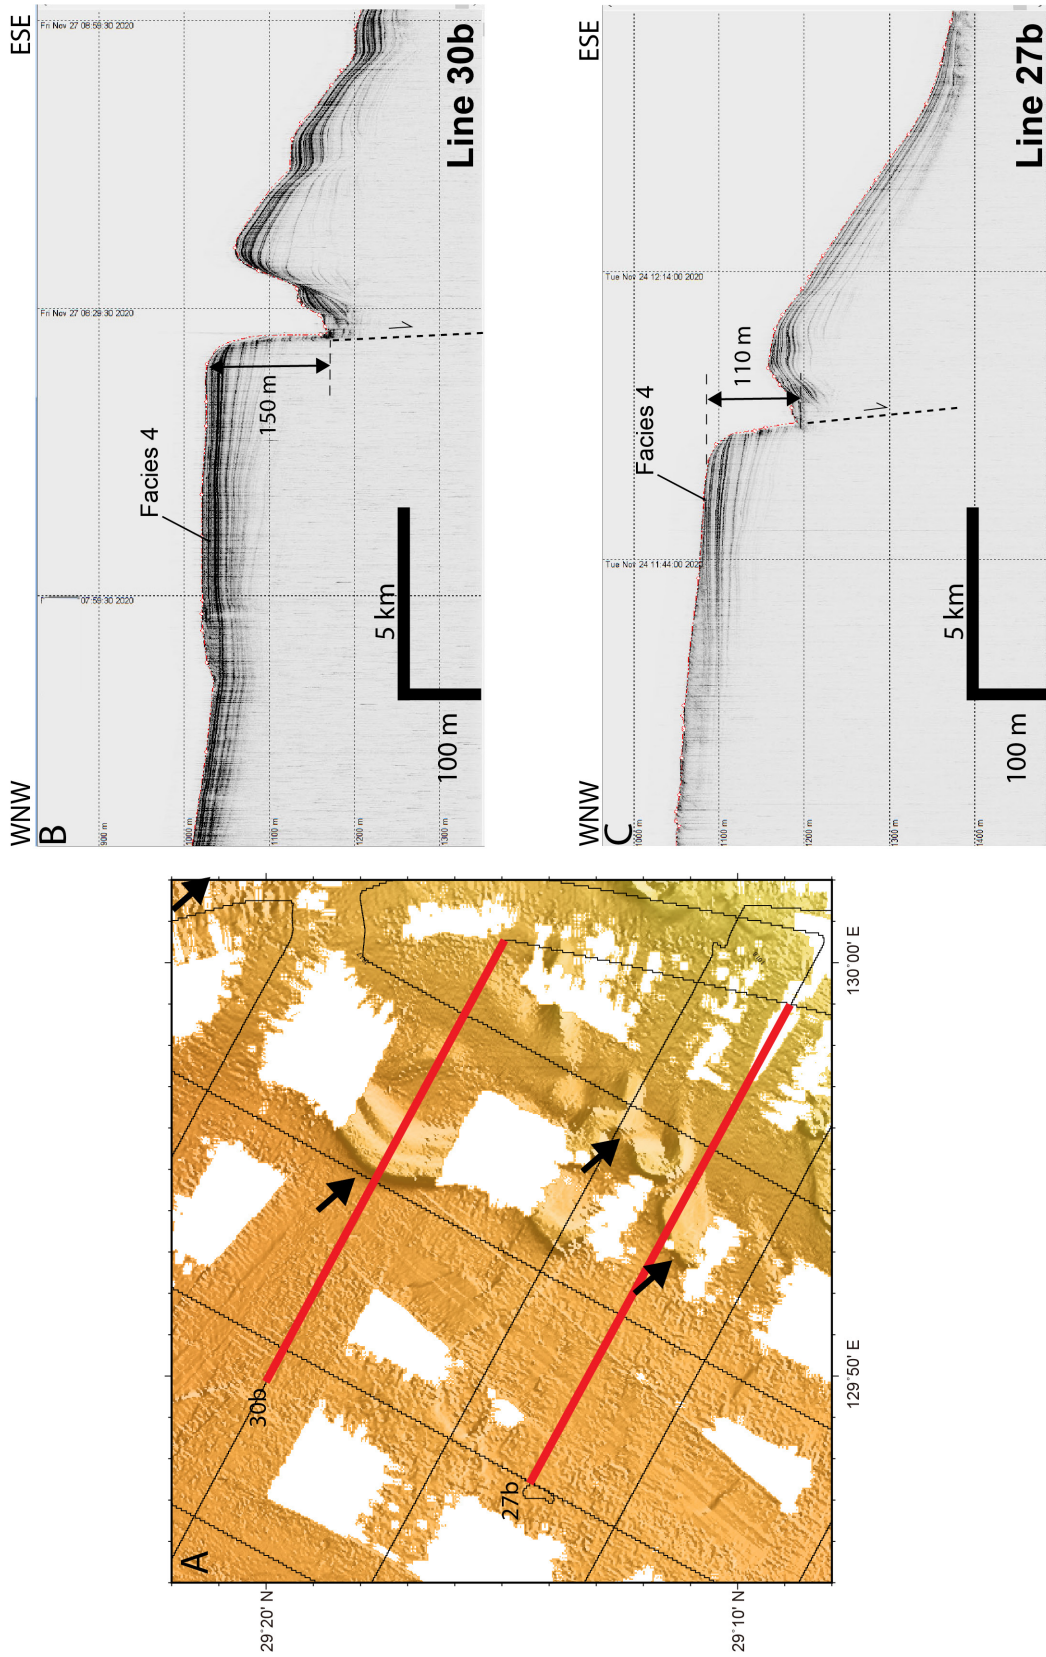 A
30b
27b
29˚20' N
29˚10' N
129˚50' E
130˚00' E
WNW
ESE
B
Fri Nov 27 08:59:30 2020
Fri Nov 27 08:29:30 2020
07:59:30 2020
900 m
1000 m
1100 m
1200 m
1300 m
Facies 4
150 m
5 km
100 m
Line 30b
WNW
ESE
C
Tue Nov 24 12:14:00 2020
Tue Nov 24 11:44:00 2020
1000 m
1100 m
1200 m
1300 m
1400 m
Facies 4
110 m
5 km
100 m
Line 27b